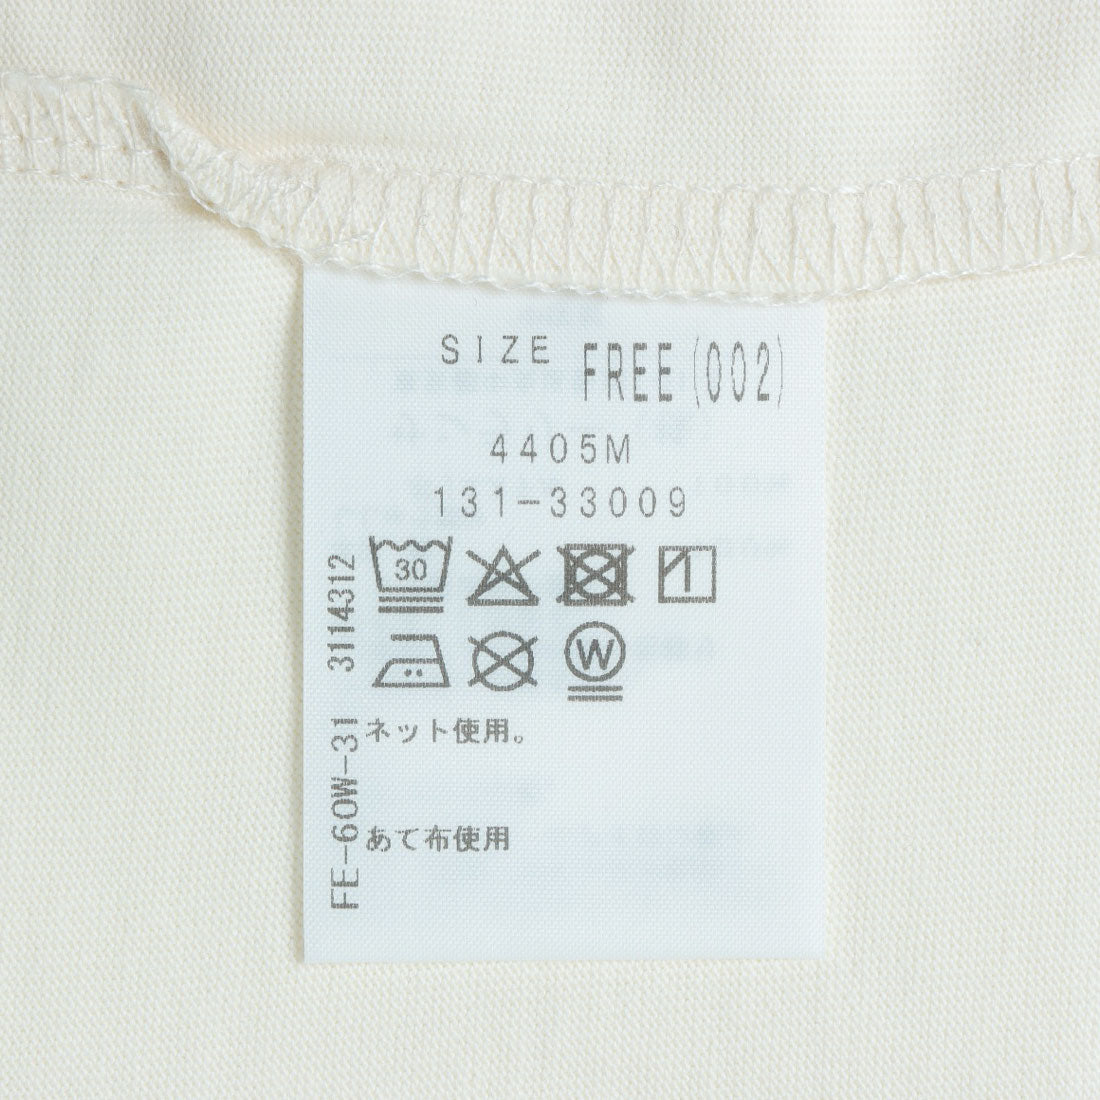 SIZE FREE(002)
4405M
131-33009
30
W
ネット使用。
あて布使用
FE-60W-31 3114312